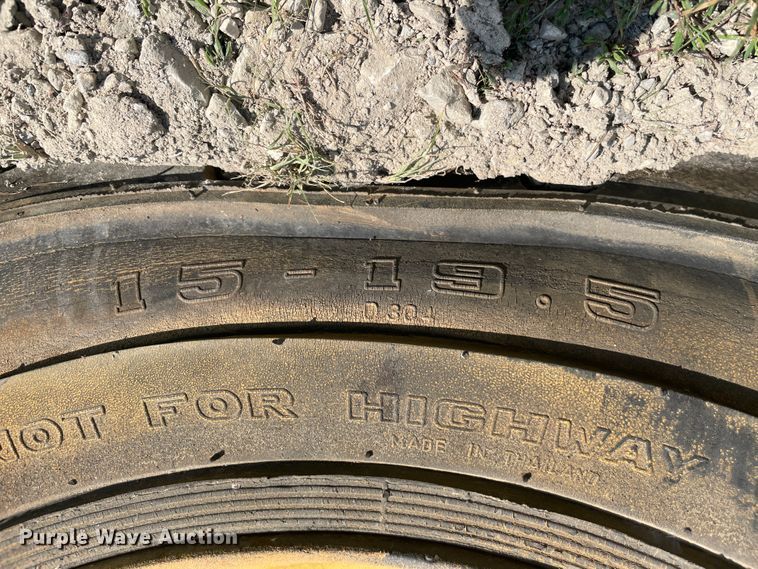 15-19.5
D304
NOT FOR HIGHWAY
MADE IN THAILAND
Purple Wave Auction